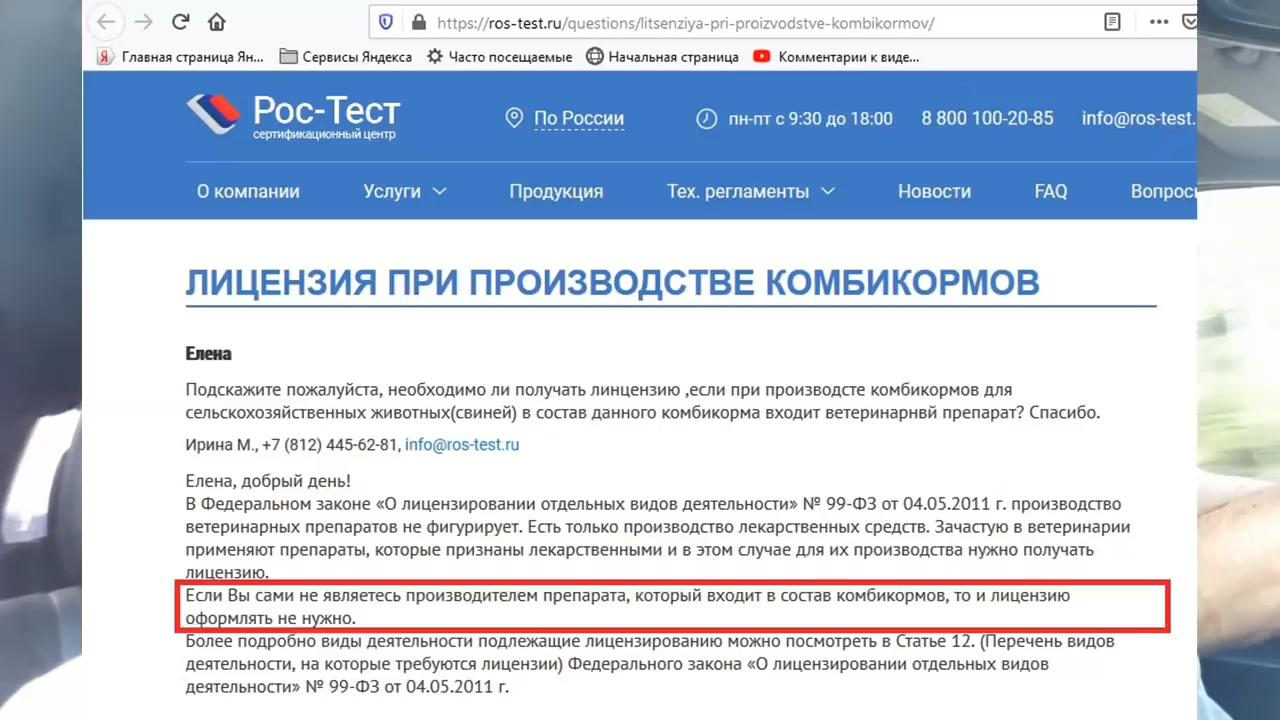 https://ros-test.ru/questions/litsenziya-pri-proizvodstve-kombikormov/
Главная страница Ян...
Сервисы Яндекса
Часто посещаемые
Начальная страница
Комментарии к виде...
Рос-Тест
сертификационный центр
По России
пн-пт с 9:30 до 18:00
8 800 100-20-85
info@ros-test.
О компании
Услуги
Продукция
Тех. регламенты
Новости
FAQ
Вопрос
ЛИЦЕНЗИЯ ПРИ ПРОИЗВОДСТВЕ КОМБИКОРМОВ
Елена
Подскажите пожалуйста, необходимо ли получать линцензию ,если при производсте комбикормов для
сельскохозяйственных животных(свиней) в состав данного комбикорма входит ветеринарнвй препарат? Спасибо.
Ирина М., +7 (812) 445-62-81, info@ros-test.ru
Елена, добрый день!
В Федеральном законе «О лицензировании отдельных видов деятельности» № 99-ФЗ от 04.05.2011 г. производство
ветеринарных препаратов не фигурирует. Есть только производство лекарственных средств. Зачастую в ветеринарии
применяют препараты, которые признаны лекарственными и в этом случае для их производства нужно получать
лицензию.
Если Вы сами не являетесь производителем препарата, который входит в состав комбикормов, то и лицензию
оформлять не нужно.
Более подробно виды деятельности подлежащие лицензированию можно посмотреть в Статье 12. (Перечень видов
деятельности, на которые требуются лицензии) Федерального закона «О лицензировании отдельных видов
деятельности» № 99-ФЗ от 04.05.2011 г.